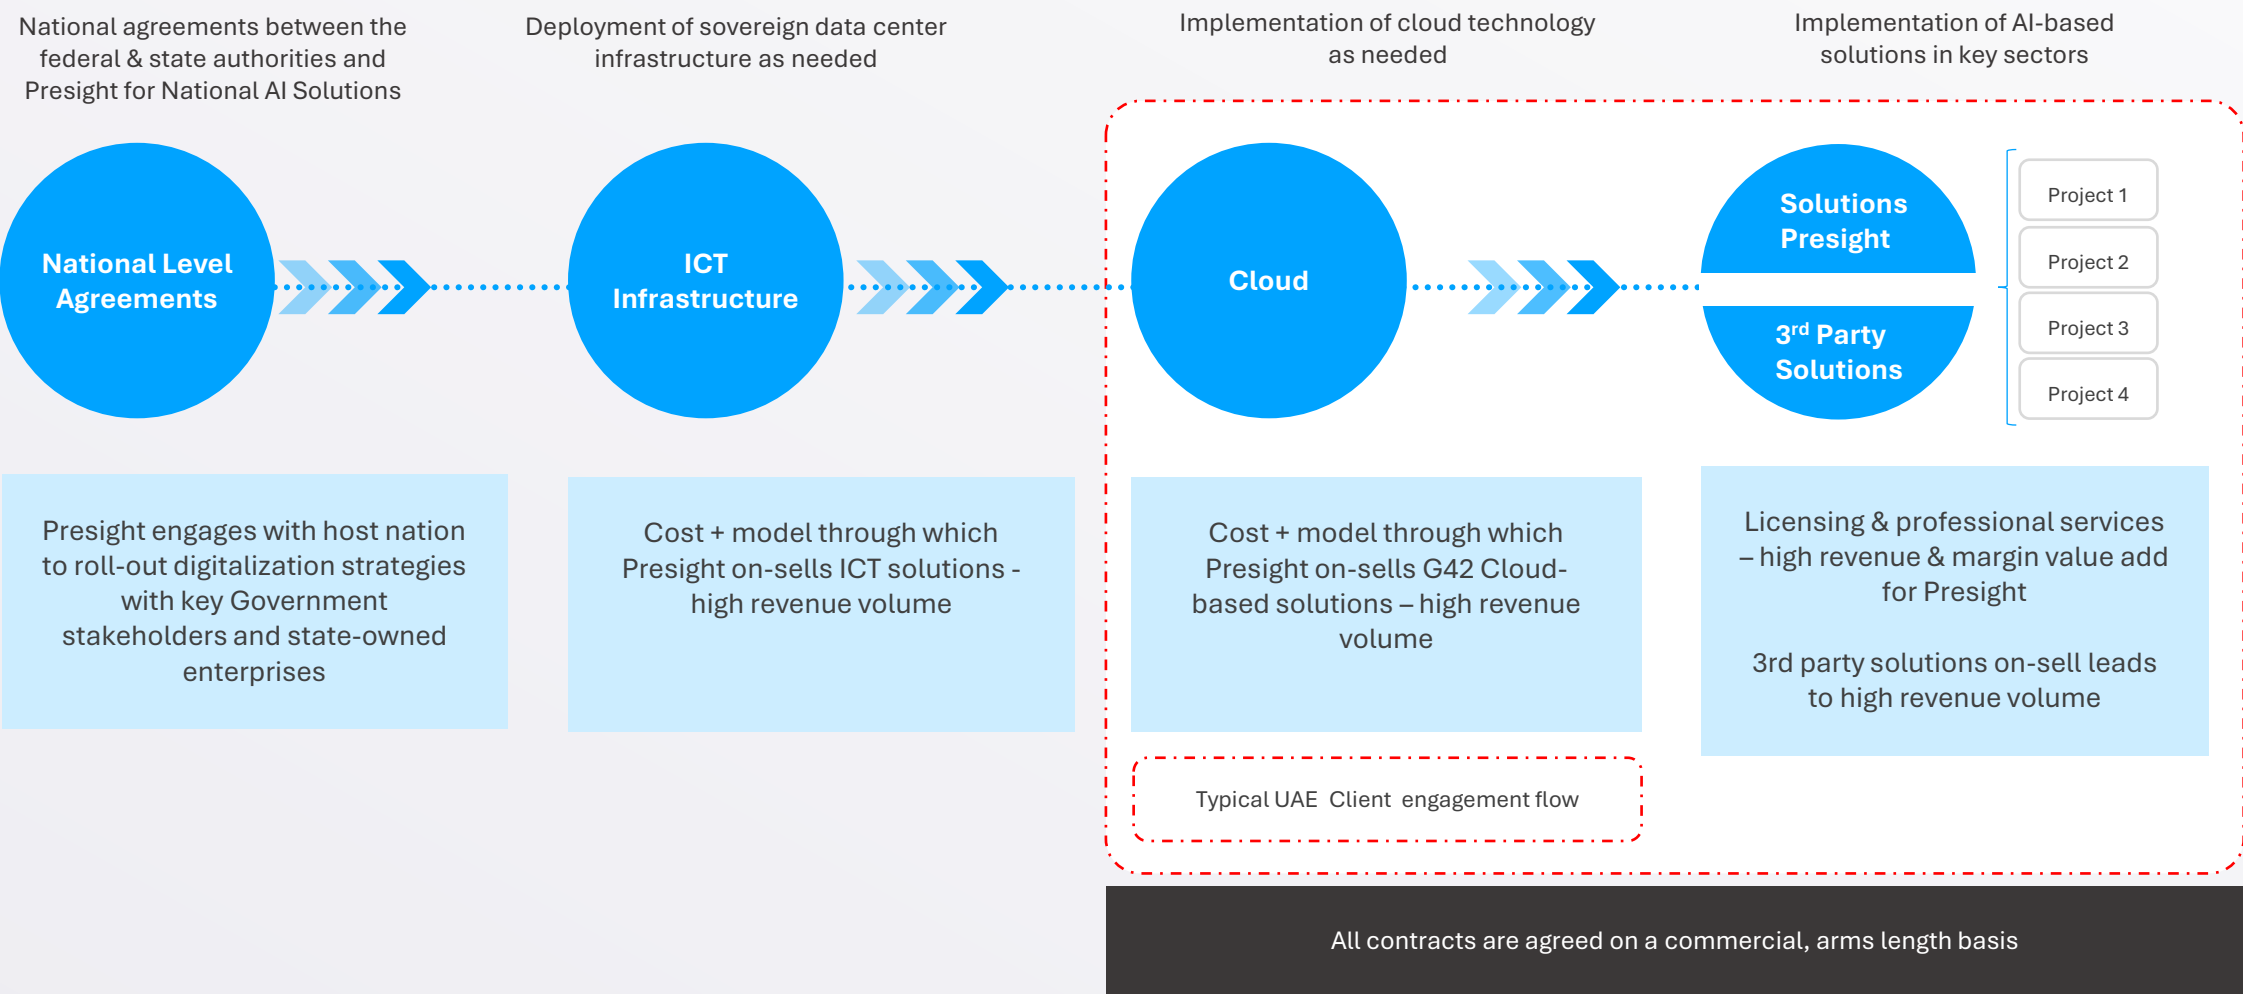 National agreements between the
federal & state authorities and
Presight for National AI Solutions
Deployment of sovereign data center
infrastructure as needed
Implementation of cloud technology
as needed
Implementation of AI-based
solutions in key sectors
National Level
Agreements
ICT
Infrastructure
Cloud
Solutions
Presight
3rd Party
Solutions
Project 1
Project 2
Project 3
Project 4
Presight engages with host nation
to roll-out digitalization strategies
with key Government
stakeholders and state-owned
enterprises
Cost + model through which
Presight on-sells ICT solutions -
high revenue volume
Cost + model through which
Presight on-sells G42 Cloud-
based solutions – high revenue
volume
Licensing & professional services
– high revenue & margin value add
for Presight
3rd party solutions on-sell leads
to high revenue volume
Typical UAE Client engagement flow
All contracts are agreed on a commercial, arms length basis